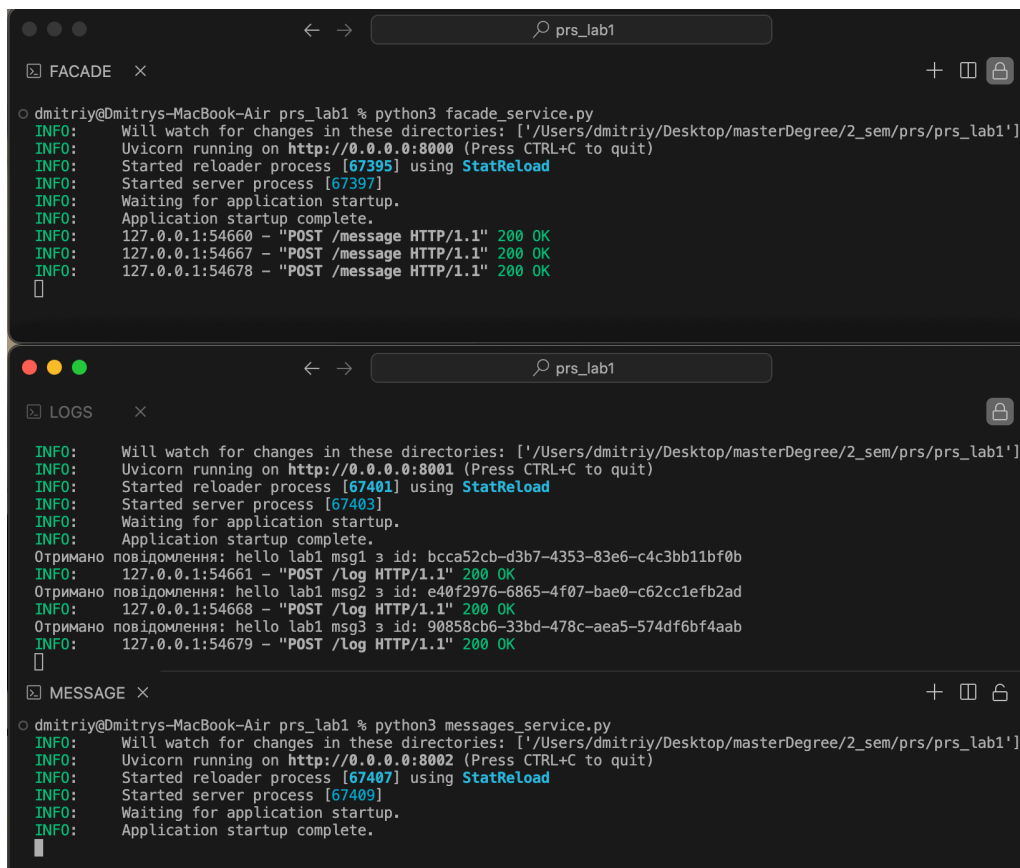 prs_lab1
FACADE
dmitriy@Dmitrys-MacBook-Air prs_lab1 % python3 facade_service.py
INFO: Will watch for changes in these directories: ['/Users/dmitriy/Desktop/masterDegree/2_sem/prs/prs_lab1']
INFO: Uvicorn running on http://0.0.0.0:8000 (Press CTRL+C to quit)
INFO: Started reloader process [67395] using StatReload
INFO: Started server process [67397]
INFO: Waiting for application startup.
INFO: Application startup complete.
INFO: 127.0.0.1:54660 – "POST /message HTTP/1.1" 200 OK
INFO: 127.0.0.1:54667 – "POST /message HTTP/1.1" 200 OK
INFO: 127.0.0.1:54678 – "POST /message HTTP/1.1" 200 OK
prs_lab1
LOGS
INFO: Will watch for changes in these directories: ['/Users/dmitriy/Desktop/masterDegree/2_sem/prs/prs_lab1']
INFO: Uvicorn running on http://0.0.0.0:8001 (Press CTRL+C to quit)
INFO: Started reloader process [67401] using StatReload
INFO: Started server process [67403]
INFO: Waiting for application startup.
INFO: Application startup complete.
Отримано повідомлення: hello lab1 msg1 з id: bcca52cb-d3b7-4353-83e6-c4c3bb11bf0b
INFO: 127.0.0.1:54661 – "POST /log HTTP/1.1" 200 OK
Отримано повідомлення: hello lab1 msg2 з id: e40f2976-6865-4f07-bae0-c62cc1efb2ad
INFO: 127.0.0.1:54668 – "POST /log HTTP/1.1" 200 OK
Отримано повідомлення: hello lab1 msg3 з id: 90858cb6-33bd-478c-aea5-574df6bf4aab
INFO: 127.0.0.1:54679 – "POST /log HTTP/1.1" 200 OK
MESSAGE
dmitriy@Dmitrys-MacBook-Air prs_lab1 % python3 messages_service.py
INFO: Will watch for changes in these directories: ['/Users/dmitriy/Desktop/masterDegree/2_sem/prs/prs_lab1']
INFO: Uvicorn running on http://0.0.0.0:8002 (Press CTRL+C to quit)
INFO: Started reloader process [67407] using StatReload
INFO: Started server process [67409]
INFO: Waiting for application startup.
INFO: Application startup complete.